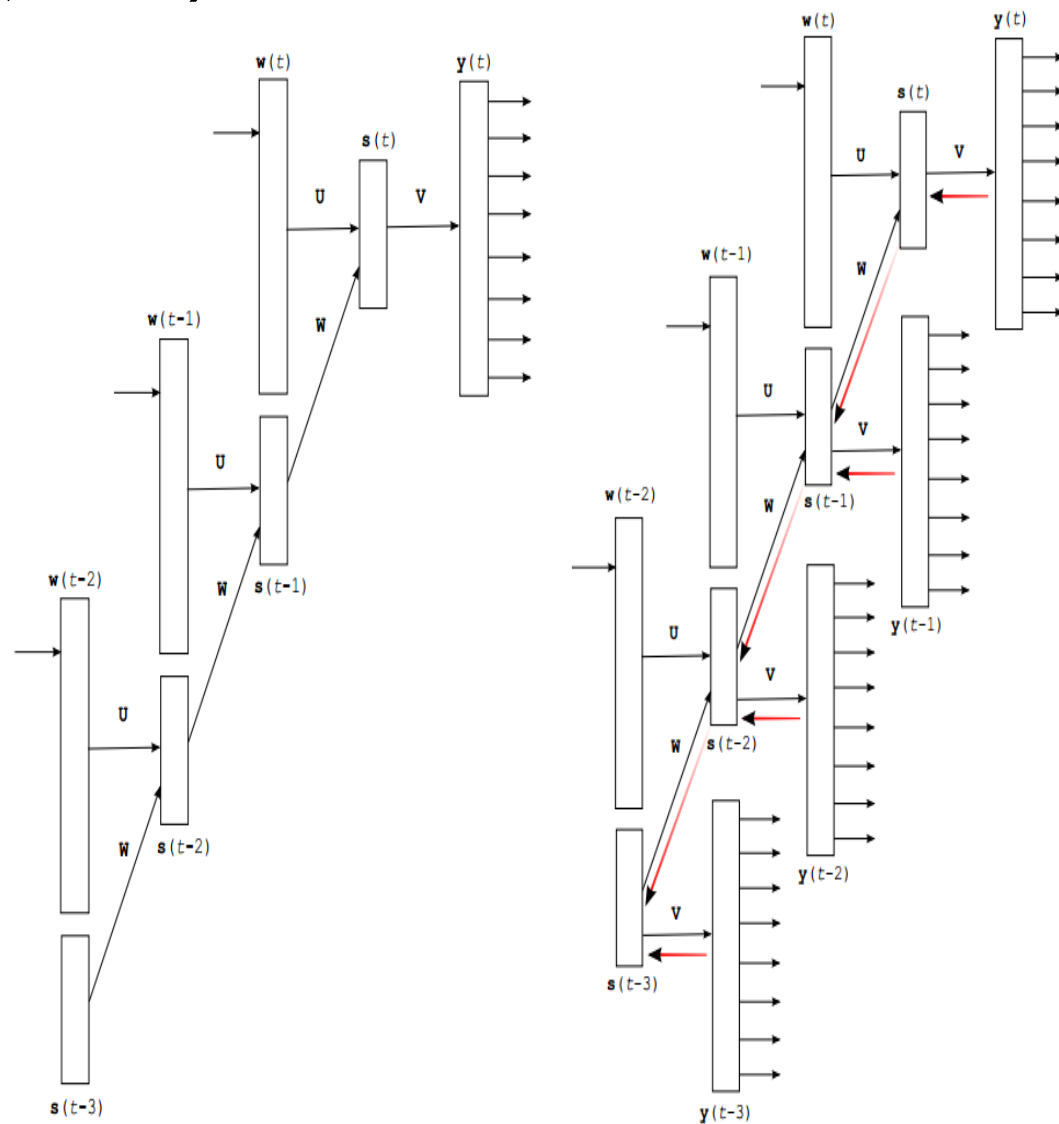 w(t)
y(t)
s(t)
U
V
w(t-1)
W
U
s(t-1)
w(t-2)
W
U
s(t-2)
W
s(t-3)
w(t)
y(t)
s(t)
U
V
w(t-1)
W
U
V
w(t-2)
s(t-1)
W
y(t-1)
U
V
s(t-2)
W
y(t-2)
V
s(t-3)
y(t-3)